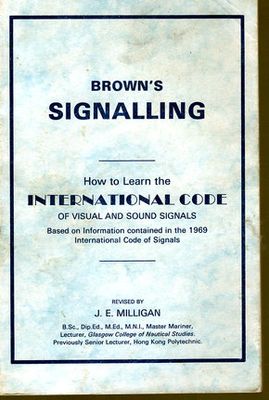 BROWN'S
SIGNALLING
How to Learn the
INTERNATIONAL CODE
OF VISUAL AND SOUND SIGNALS
Based on Information contained in the 1969
International Code of Signals
REVISED BY
J. E. MILLIGAN
B.Sc., Dip.Ed., M.Ed., M.N.I., Master Mariner,
Lecturer, Glasgow College of Nautical Studies.
Previously Senior Lecturer, Hong Kong Polytechnic.